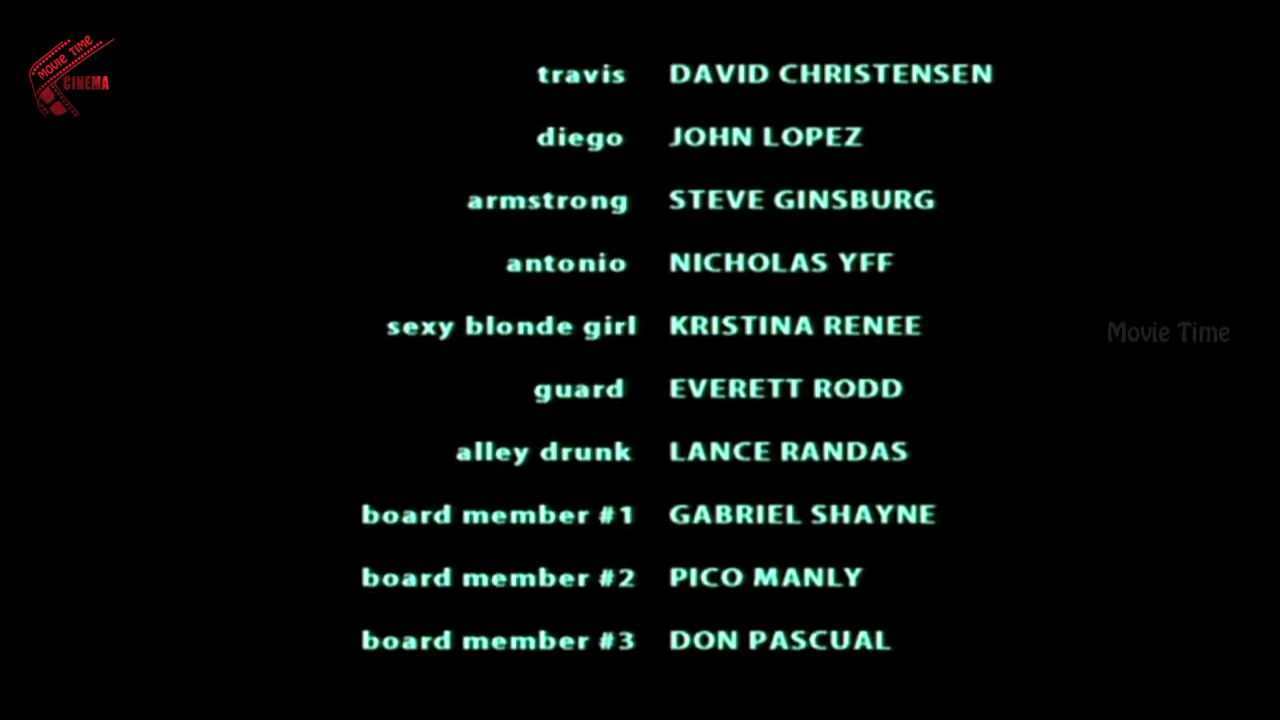 MOVIE TIME
CINEMA
travis DAVID CHRISTENSEN
diego JOHN LOPEZ
armstrong STEVE GINSBURG
antonio NICHOLAS YFF
sexy blonde girl KRISTINA RENEE
Movie Time
guard EVERETT RODD
alley drunk LANCE RANDAS
board member #1 GABRIEL SHAYNE
board member #2 PICO MANLY
board member #3 DON PASCUAL